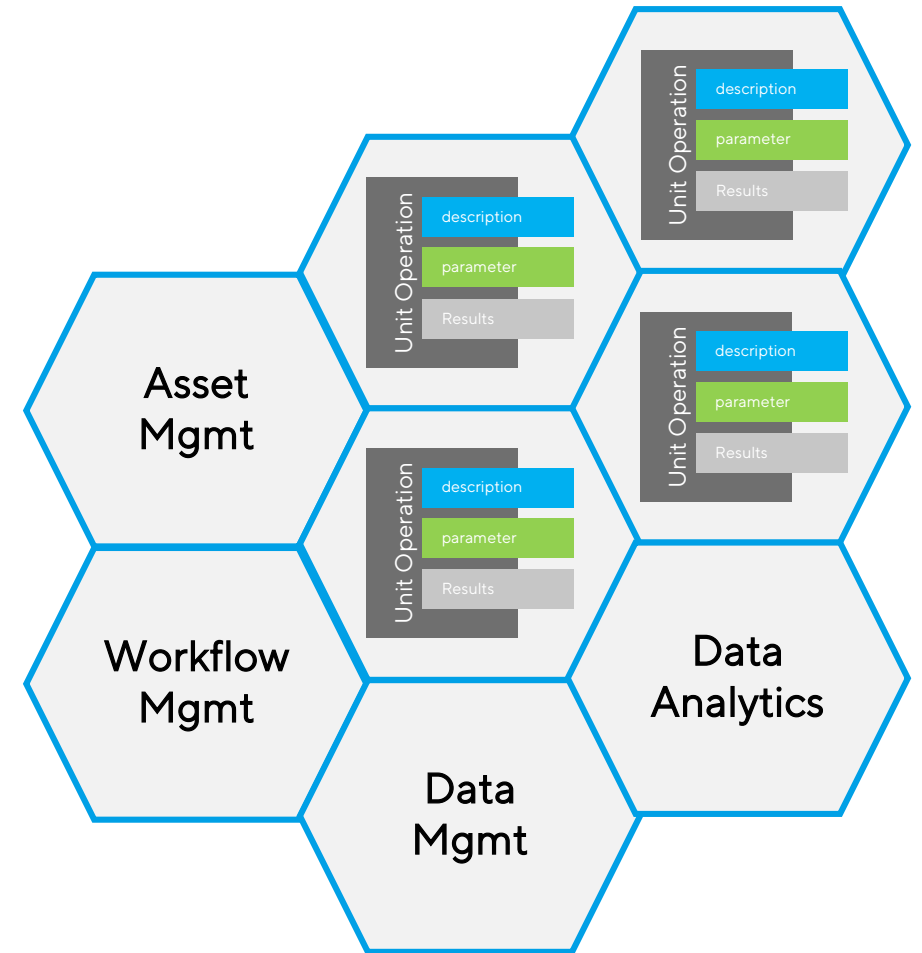 Unit Operation
description
parameter
Results
Unit Operation
description
parameter
Results
Unit Operation
description
parameter
Results
Asset
Mgmt
Unit Operation
description
parameter
Results
Workflow
Mgmt
Data
Analytics
Data
Mgmt